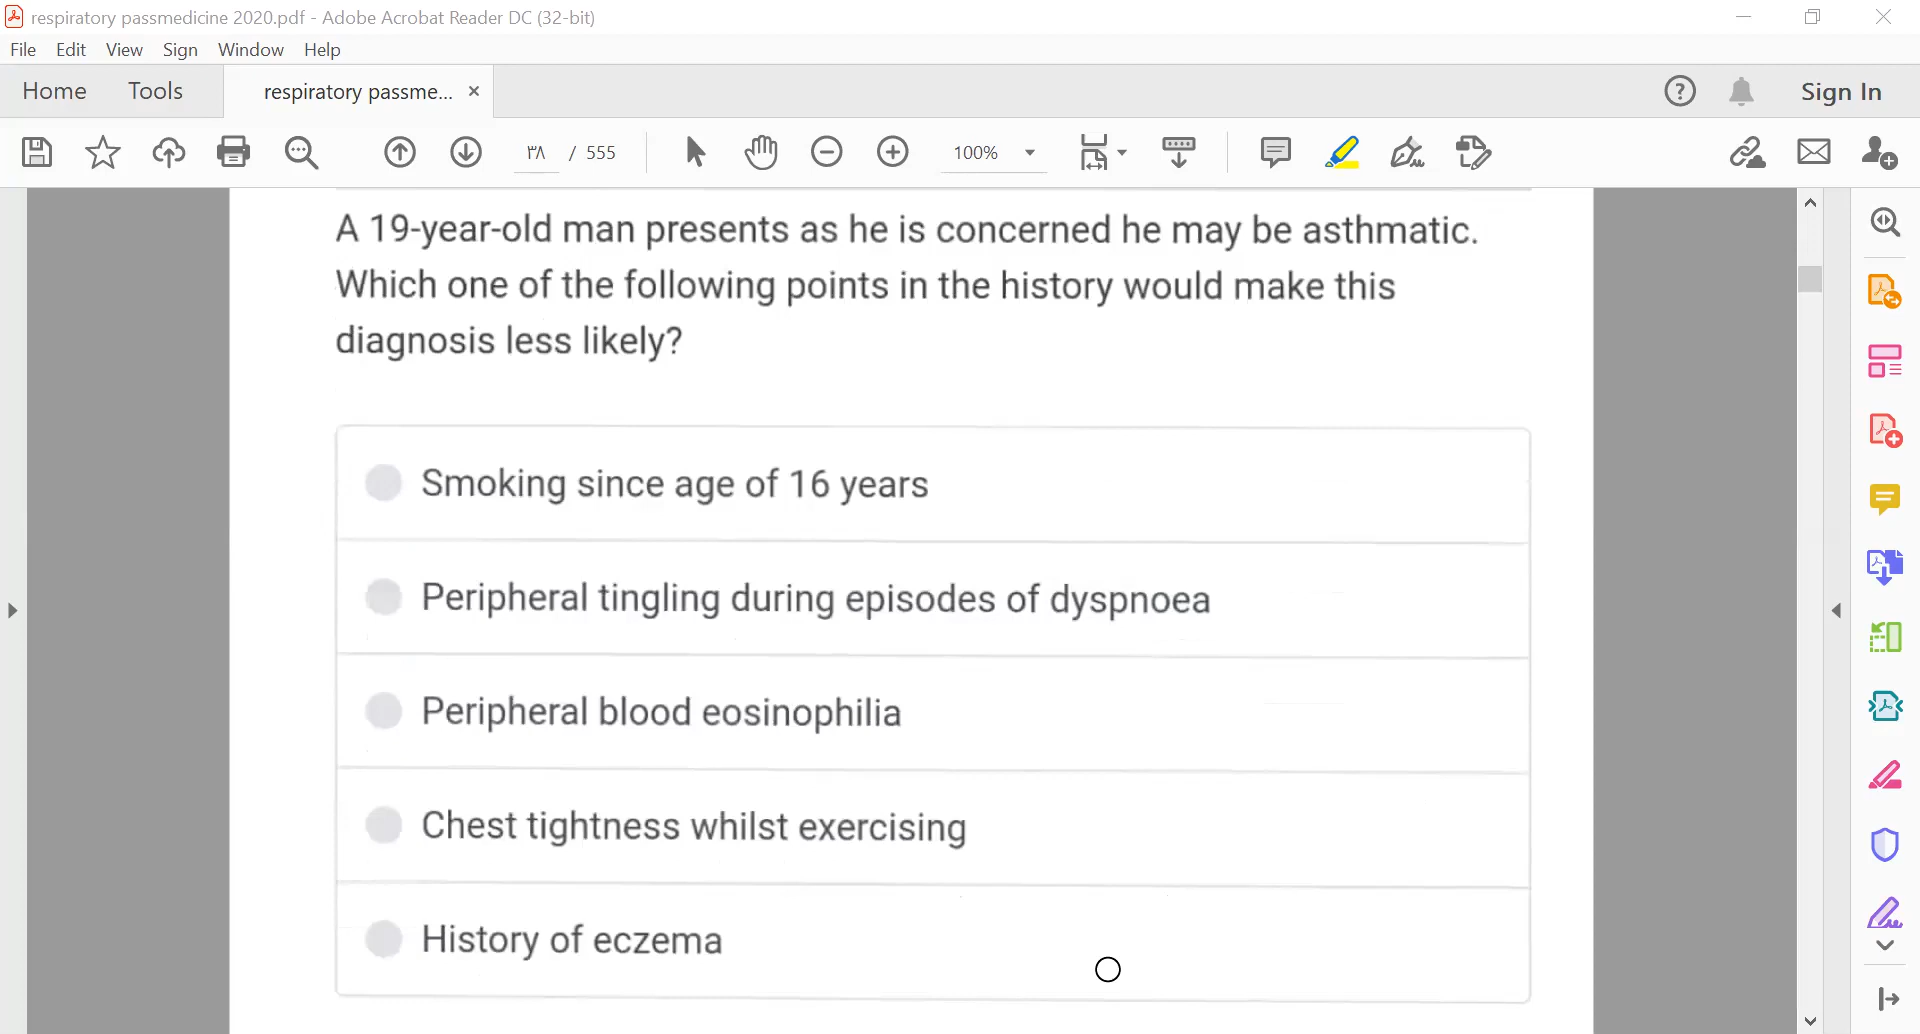 respiratory passmedicine 2020.pdf - Adobe Acrobat Reader DC (32-bit)
File Edit View Sign Window Help
Home Tools respiratory passme... × Sign In
٣٨ / 555 100%
A 19-year-old man presents as he is concerned he may be asthmatic.
Which one of the following points in the history would make this
diagnosis less likely?
Smoking since age of 16 years
Peripheral tingling during episodes of dyspnoea
Peripheral blood eosinophilia
Chest tightness whilst exercising
History of eczema